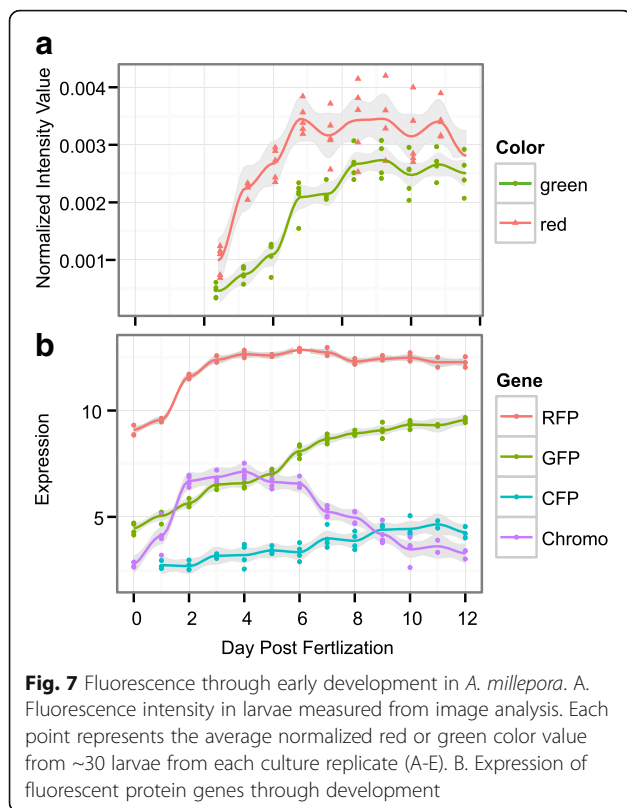 a
Normalized Intensity Value
0.004
0.003
0.002
0.001
Color
green
red
b
Expression
10
5
Gene
RFP
GFP
CFP
Chromo
0 2 4 6 8 10 12
Day Post Fertlization
Fig. 7 Fluorescence through early development in A. millepora. A.
Fluorescence intensity in larvae measured from image analysis. Each
point represents the average normalized red or green color value
from ~30 larvae from each culture replicate (A-E). B. Expression of
fluorescent protein genes through development